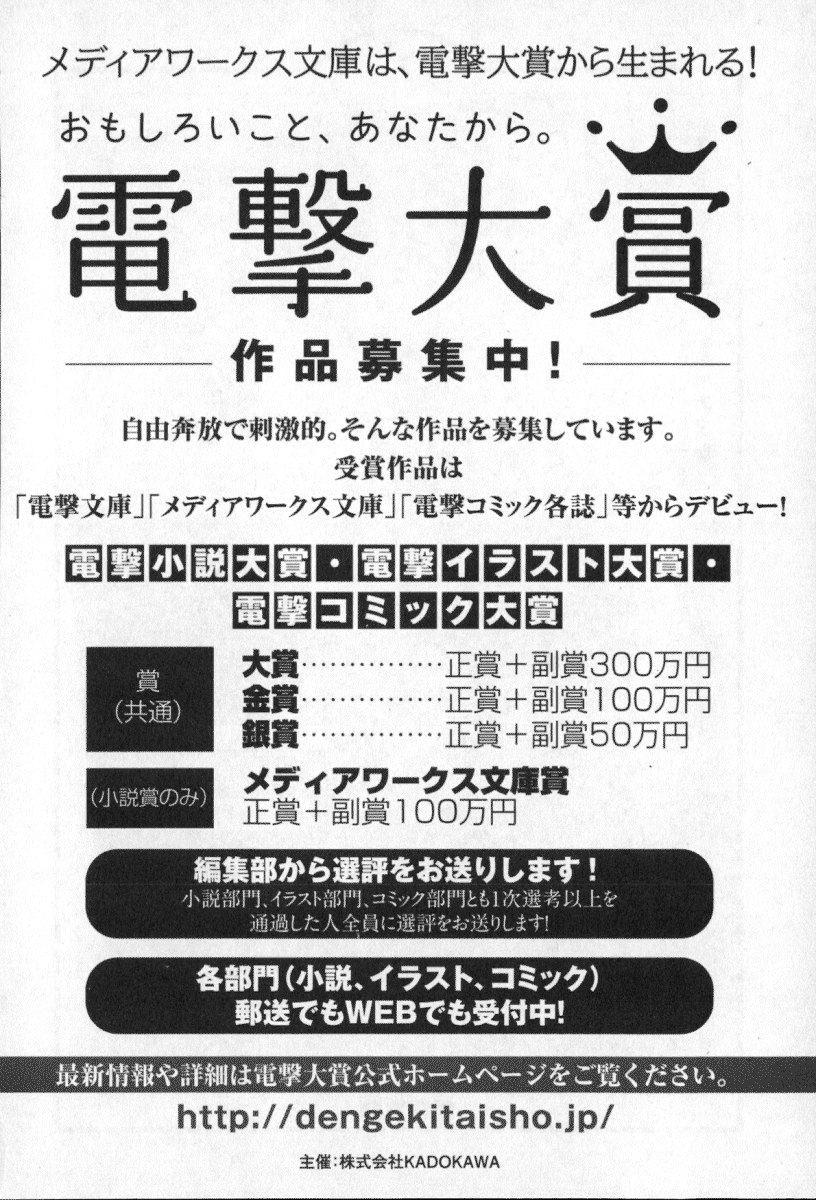 メディアワークス文庫は、電撃大賞から生まれる!
おもしろいこと、あなたから。
電撃大賞
作品募集中!
自由奔放で刺激的。そんな作品を募集しています。
受賞作品は
「電撃文庫」「メディアワークス文庫」「電撃コミック各誌」等からデビュー!
電撃小説大賞・電撃イラスト大賞・
電撃コミック大賞
賞
(共通)
大賞……………正賞+副賞300万円
金賞……………正賞+副賞100万円
銀賞……………正賞+副賞50万円
(小説賞のみ)
メディアワークス文庫賞
正賞+副賞100万円
編集部から選評をお送りします!
小説部門、イラスト部門、コミック部門とも1次選考以上を
通過した人全員に選評をお送りします!
各部門(小説、イラスト、コミック)
郵送でもWEBでも受付中!
最新情報や詳細は電撃大賞公式ホームページをご覧ください。
http://dengekitaisho.jp/
主催:株式会社KADOKAWA